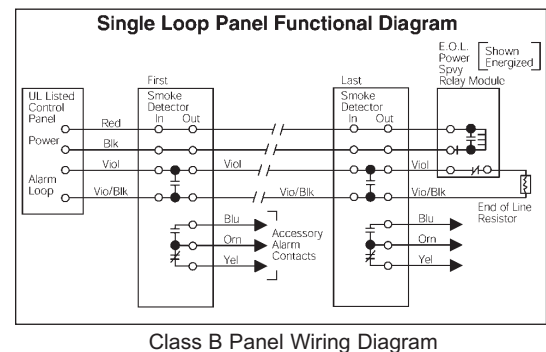 Single Loop Panel Functional Diagram
E.O.L.
Power
Spvy
Relay Module
Shown
Energized
First
Last
UL Listed
Control
Panel
Power
Alarm
Loop
Smoke
Detector
In Out
Smoke
Detector
In Out
Red
Blk
Viol
Viol
Viol
Vio/Blk
Vio/Blk
Vio/Blk
End of Line
Resistor
Blu
Orn
Yel
Accessory
Alarm
Contacts
Blu
Orn
Yel
Class B Panel Wiring Diagram